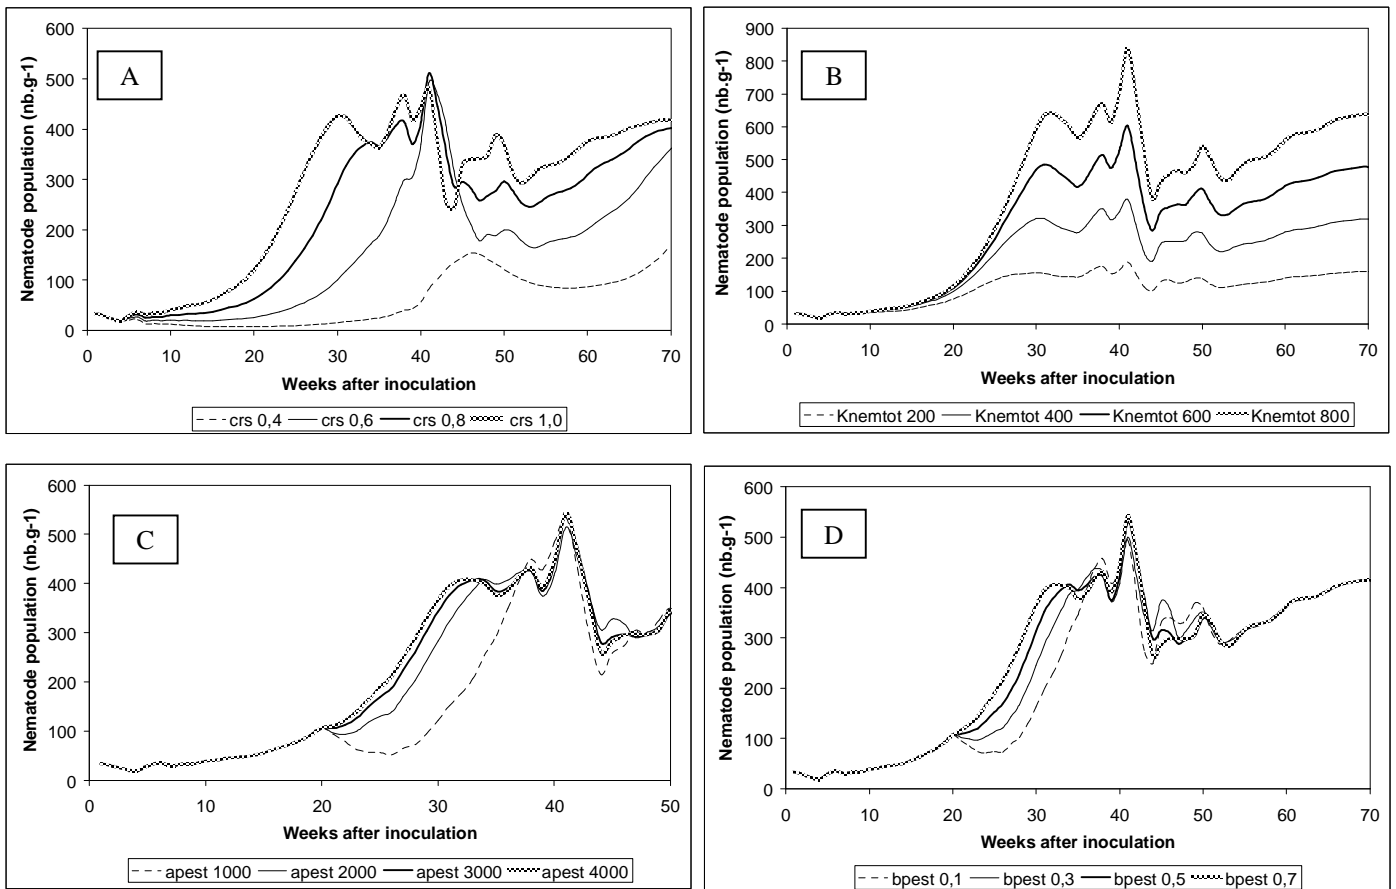 A
Nematode population (nb.g-1)
600
500
400
300
200
100
0
0 10 20 30 40 50 60 70
Weeks after inoculation
crs 0,4 crs 0,6 crs 0,8 crs 1,0
B
Nematode population (nb.g-1)
900
800
700
600
500
400
300
200
100
0
0 10 20 30 40 50 60 70
Weeks after inoculation
Knemtot 200 Knemtot 400 Knemtot 600 Knemtot 800
C
Nematode population (nb.g-1)
600
500
400
300
200
100
0
0 10 20 30 40 50
Weeks after inoculation
apest 1000 apest 2000 apest 3000 apest 4000
D
Nematode population (nb.g-1)
600
500
400
300
200
100
0
0 10 20 30 40 50 60 70
Weeks after inoculation
bpest 0,1 bpest 0,3 bpest 0,5 bpest 0,7